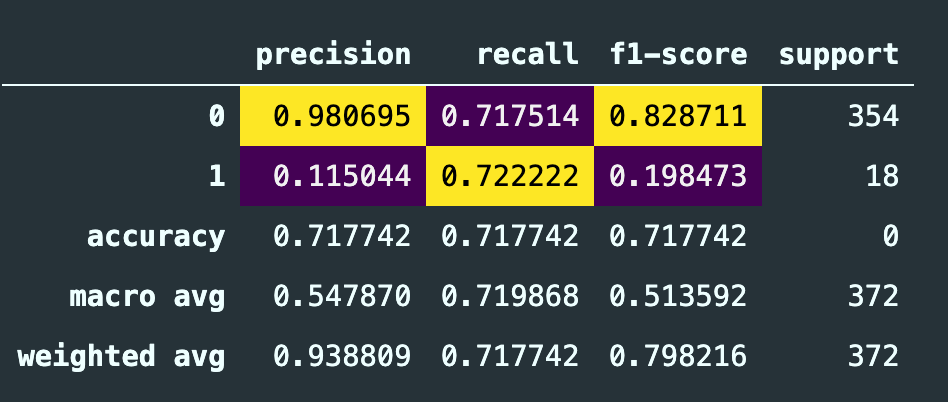 precision recall f1-score support
0 0.980695 0.717514 0.828711 354
1 0.115044 0.722222 0.198473 18
accuracy 0.717742 0.717742 0.717742 0
macro avg 0.547870 0.719868 0.513592 372
weighted avg 0.938809 0.717742 0.798216 372